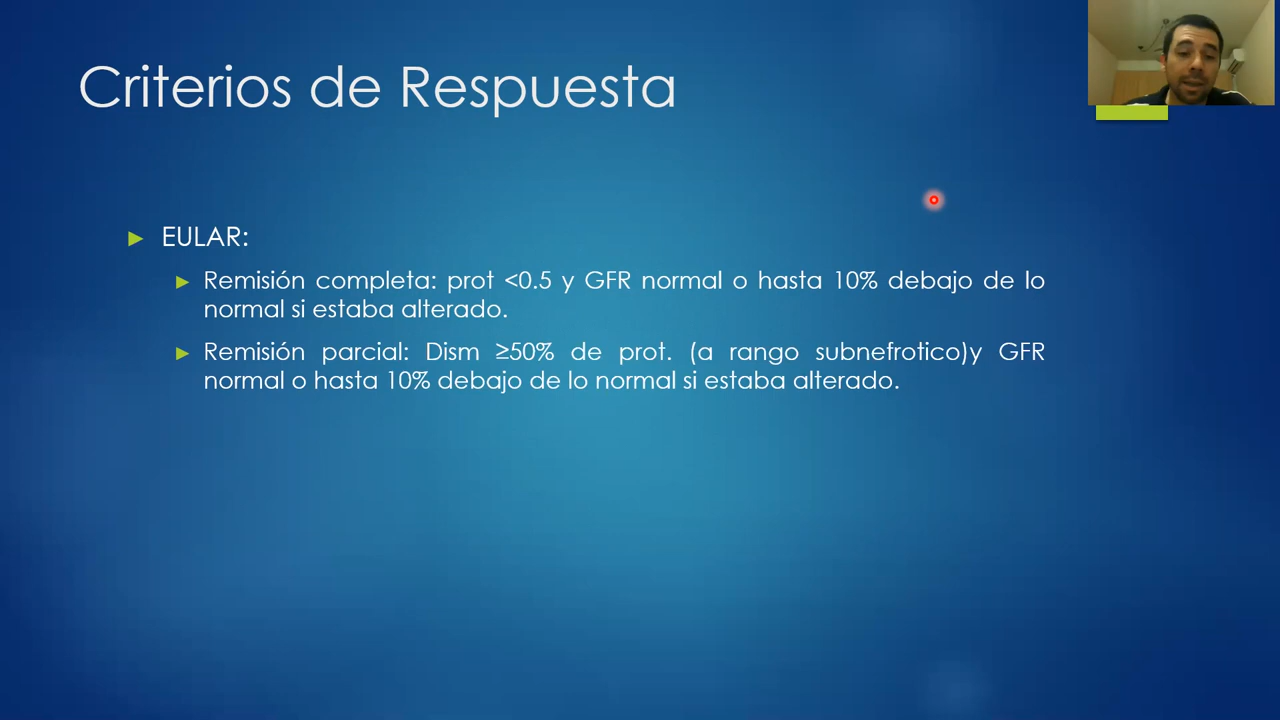 Criterios de Respuesta
EULAR:
Remisión completa: prot <0.5 y GFR normal o hasta 10% debajo de lo
normal si estaba alterado.
Remisión parcial: Dism ≥50% de prot. (a rango subnefrotico)y GFR
normal o hasta 10% debajo de lo normal si estaba alterado.